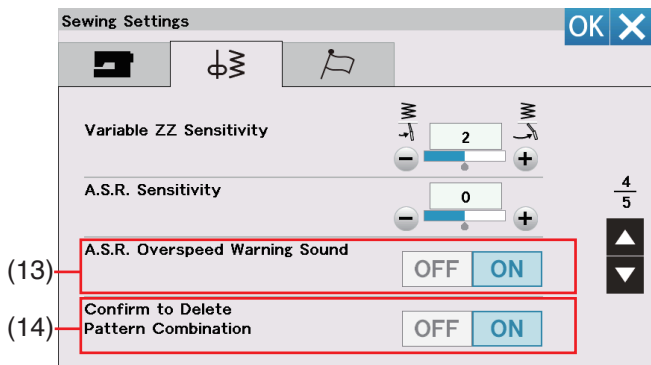 Sewing Settings
OK
Variable ZZ Sensitivity
2
A.S.R. Sensitivity
0
4
5
A.S.R. Overspeed Warning Sound
(13)
OFF ON
Confirm to Delete
(14)
Pattern Combination
OFF ON